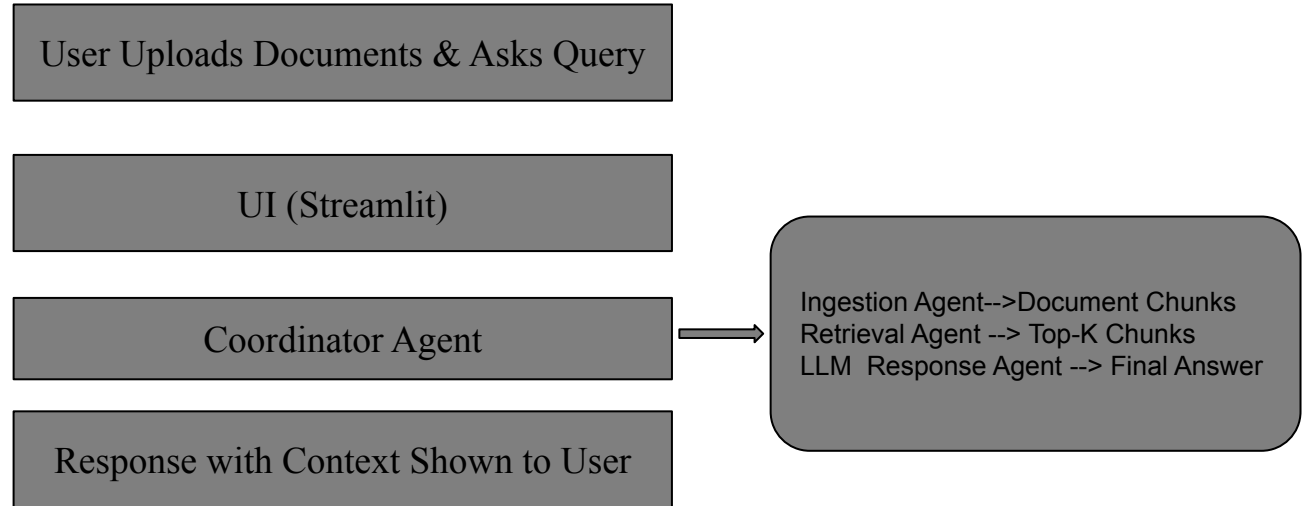 User Uploads Documents & Asks Query
UI (Streamlit)
Coordinator Agent
Ingestion Agent-->Document Chunks
Retrieval Agent --> Top-K Chunks
LLM  Response Agent --> Final Answer
Response with Context Shown to User